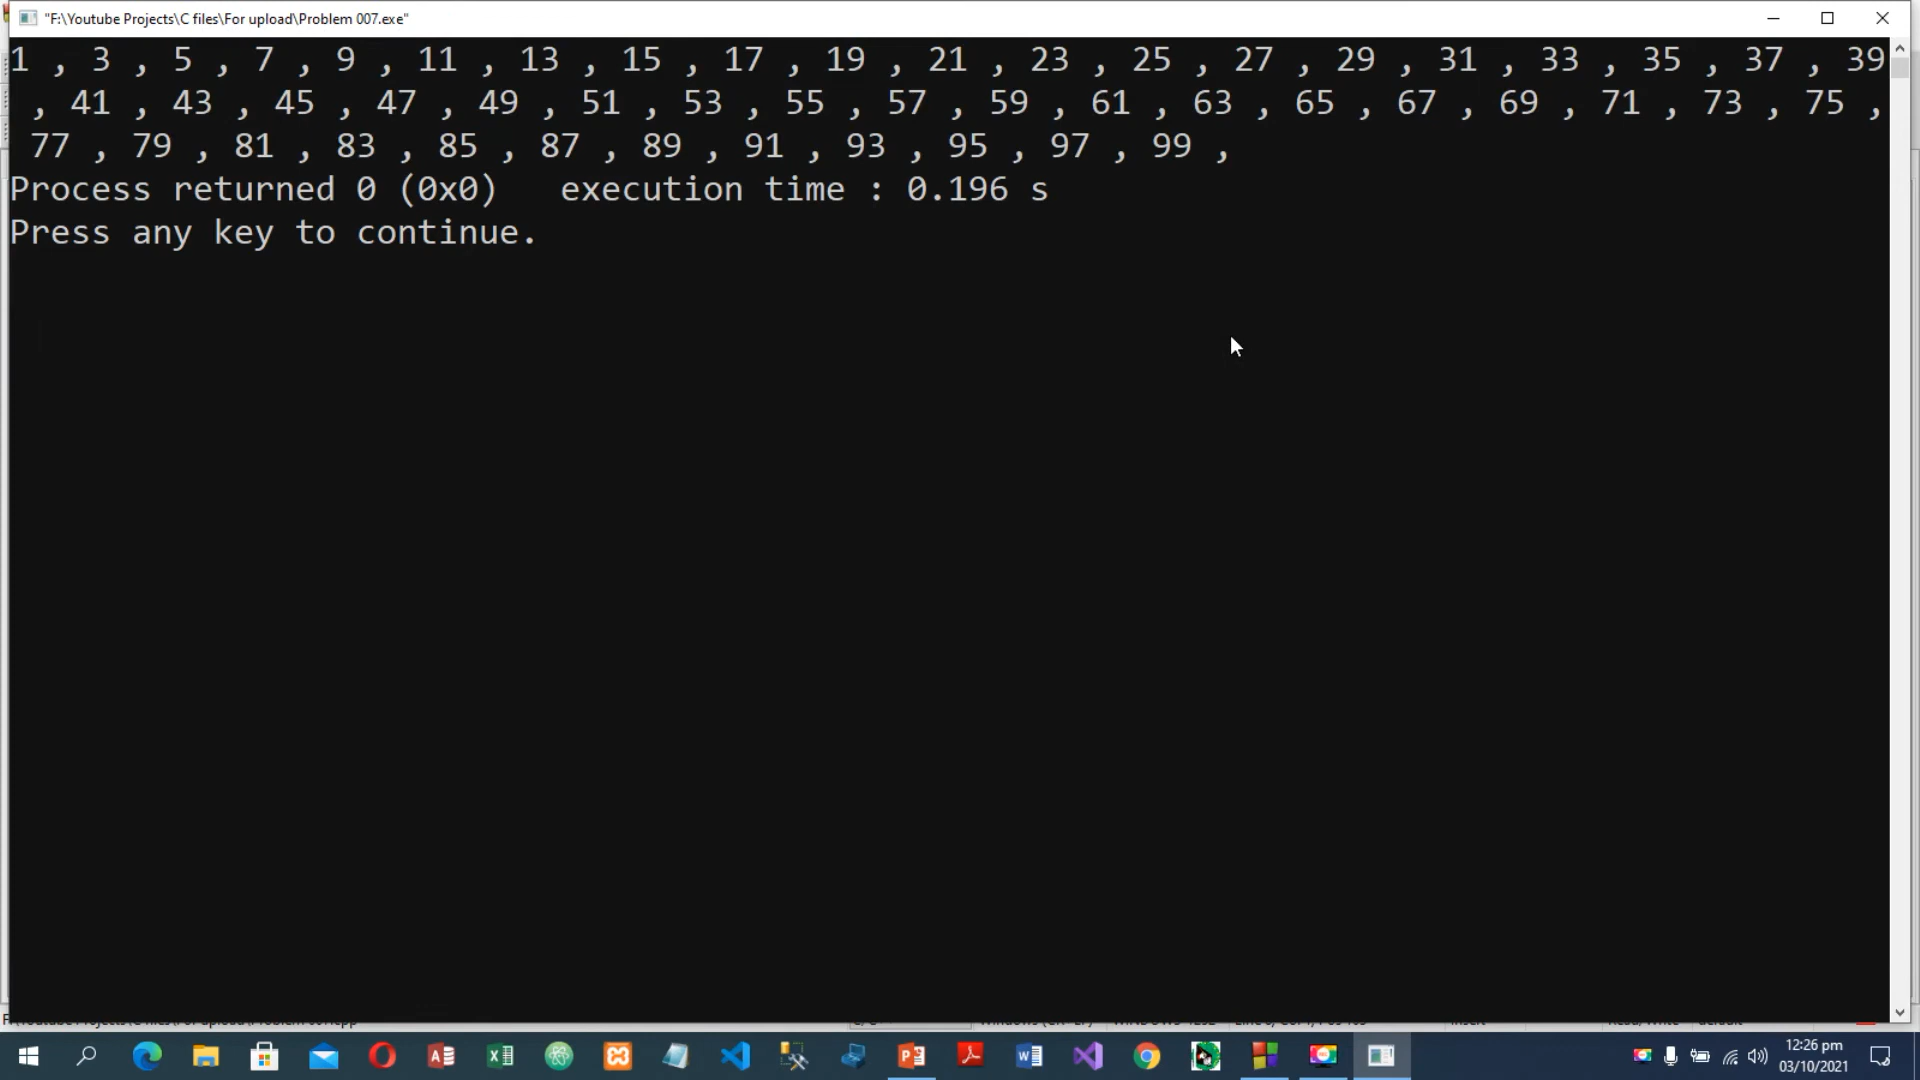 "F:\Youtube Projects\C files\For upload\Problem 007.exe"
1 , 3 , 5 , 7 , 9 , 11 , 13 , 15 , 17 , 19 , 21 , 23 , 25 , 27 , 29 , 31 , 33 , 35 , 37 , 39
, 41 , 43 , 45 , 47 , 49 , 51 , 53 , 55 , 57 , 59 , 61 , 63 , 65 , 67 , 69 , 71 , 73 , 75 ,
77 , 79 , 81 , 83 , 85 , 87 , 89 , 91 , 93 , 95 , 97 , 99 ,
Process returned 0 (0x0)   execution time : 0.196 s
Press any key to continue.
12:26 pm
03/10/2021